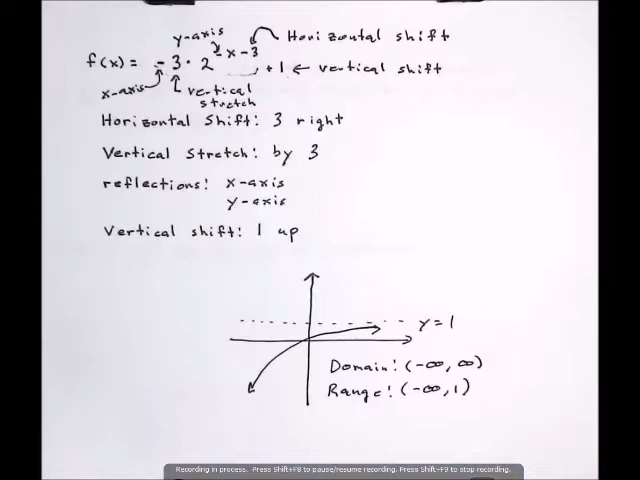 y-axis
Horizontal shift
f(x) = -3·2^(-x-3) + 1 ← vertical shift
x-axis
vertical
stretch
Horizontal Shift: 3 right
Vertical Stretch: by 3
reflections: x-axis
y-axis
Vertical shift: 1 up
y=1
Domain: (-∞, ∞)
Range: (-∞, 1)
Recording in process. Press Shift+F8 to pause/resume recording. Press Shift+F9 to stop recording.